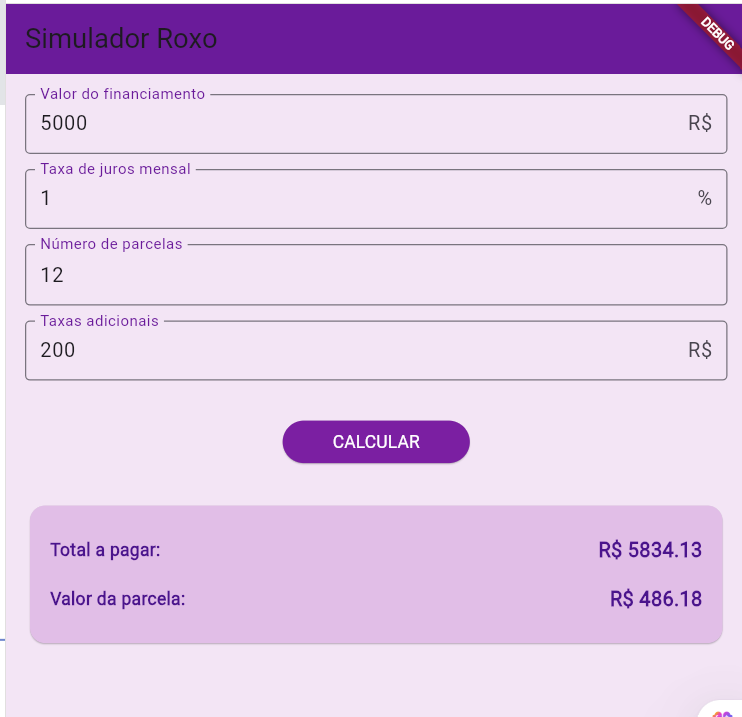 Simulador Roxo
DEBUG
Valor do financiamento
5000 R$
Taxa de juros mensal
1 %
Número de parcelas
12
Taxas adicionais
200 R$
CALCULAR
Total a pagar: R$ 5834.13
Valor da parcela: R$ 486.18